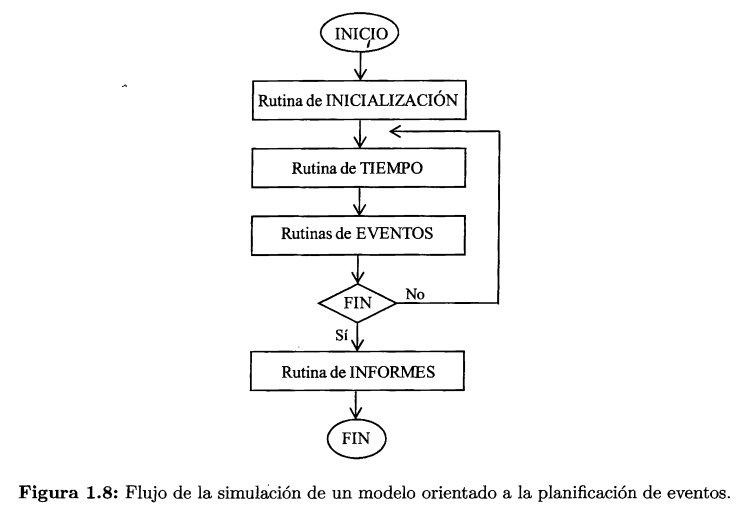 INICIO
Rutina de INICIALIZACIÓN
Rutina de TIEMPO
Rutinas de EVENTOS
FIN
No
Sí
Rutina de INFORMES
FIN
Figura 1.8: Flujo de la simulación de un modelo orientado a la planificación de eventos.